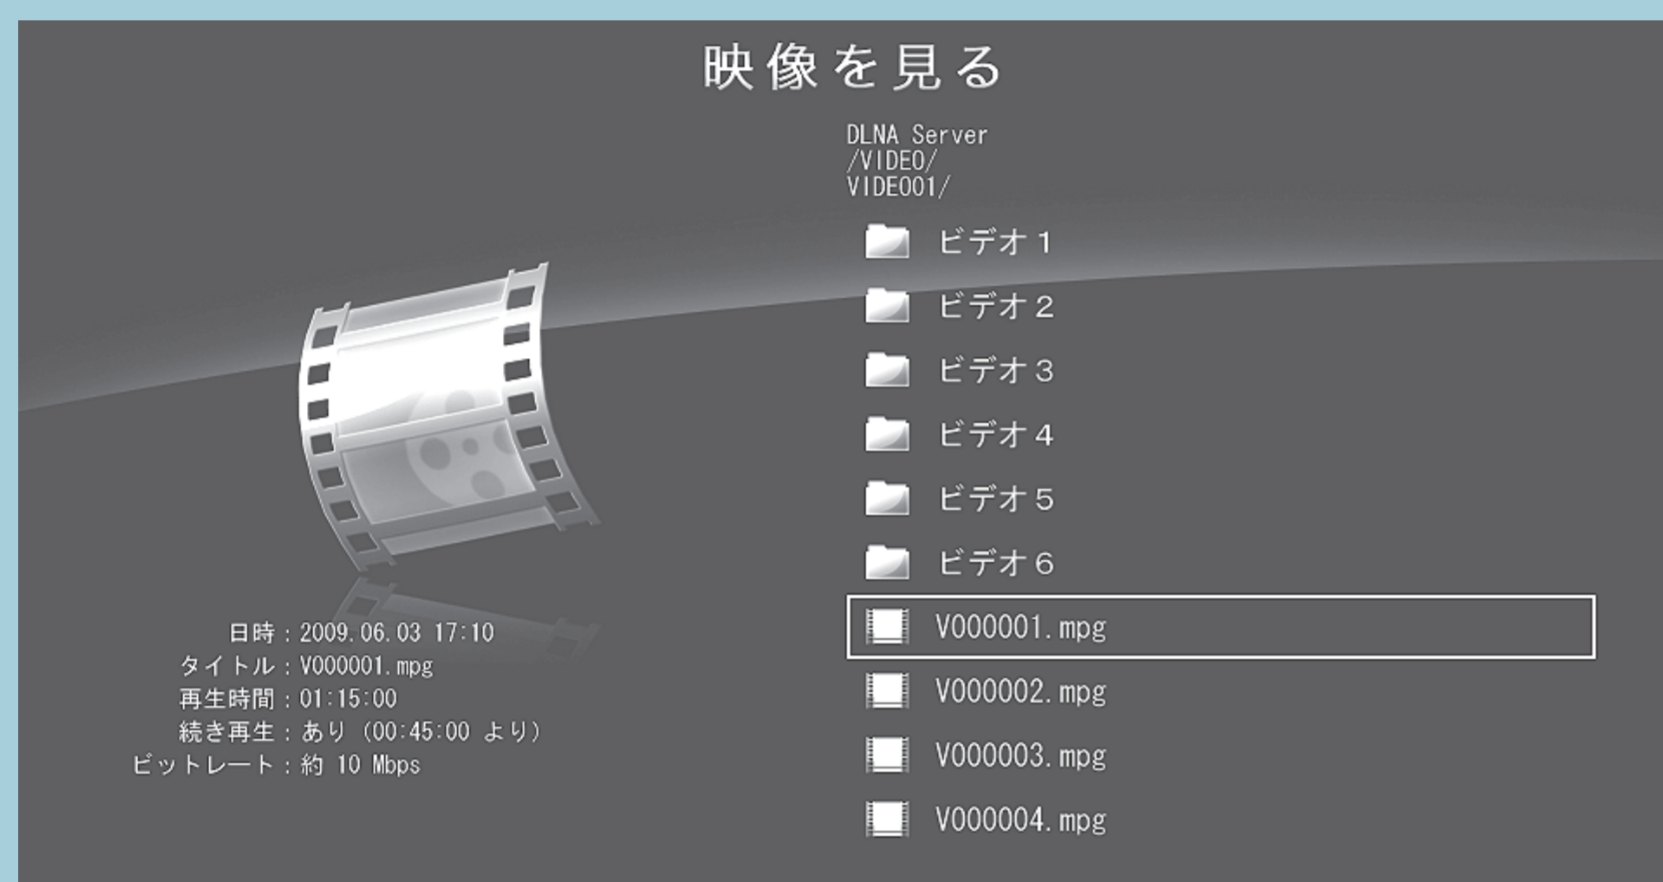 映像を見る
DLNA Server
/VIDEO/
VIDEO01/
ビデオ１
ビデオ２
ビデオ３
ビデオ４
ビデオ５
ビデオ６
V000001.mpg
V000002.mpg
V000003.mpg
V000004.mpg
日時：2009.06.03 17:10
タイトル：V000001.mpg
再生時間：01:15:00
続き再生：あり（00:45:00 より）
ビットレート：約 10 Mbps